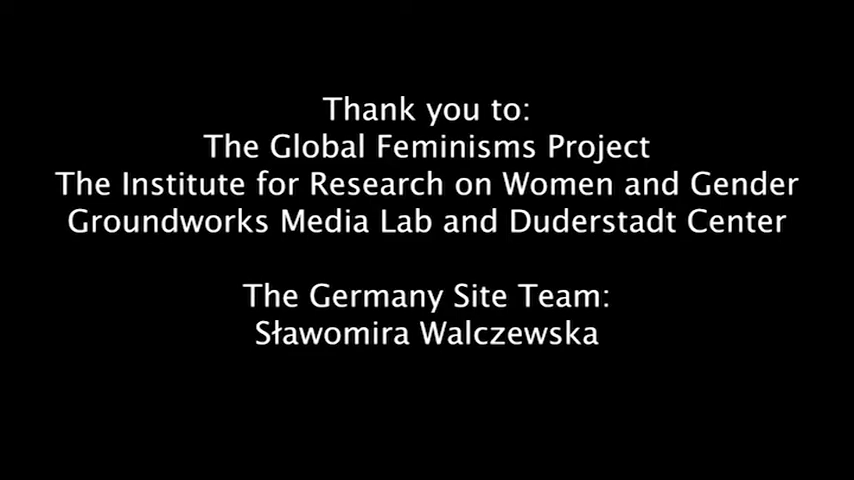 Thank you to:
The Global Feminisms Project
The Institute for Research on Women and Gender
Groundworks Media Lab and Duderstadt Center
The Germany Site Team:
Sławomira Walczewska